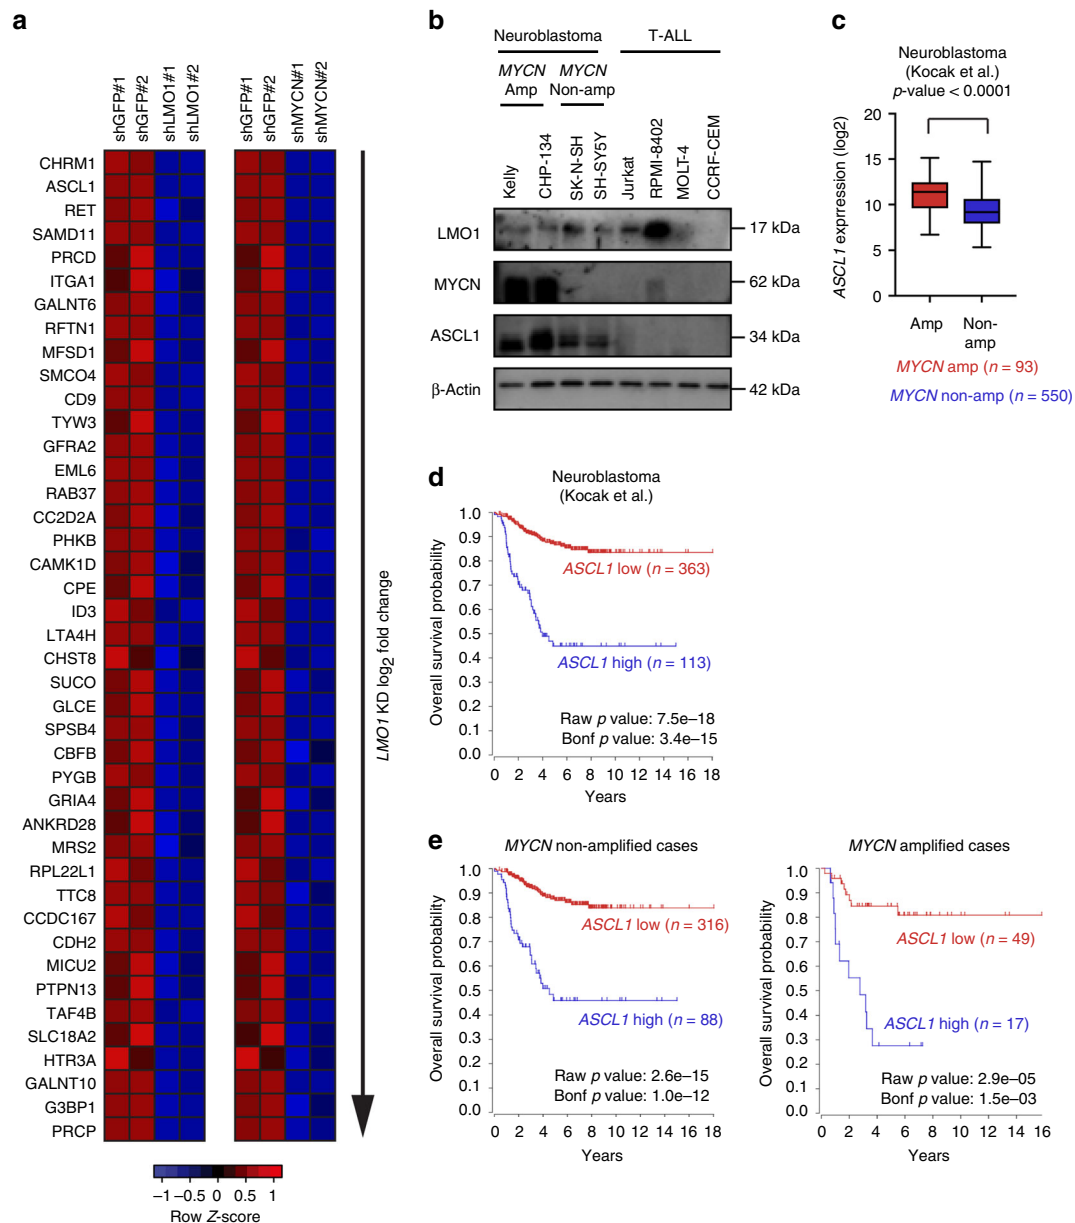 a
shGFP#1
shGFP#2
shLMO1#1
shLMO1#2
shGFP#1
shGFP#2
shMYCN#1
shMYCN#2
CHRM1
ASCL1
RET
SAMD11
PRCD
ITGA1
GALNT6
RFTN1
MFSD1
SMCO4
CD9
TYW3
GFRA2
EML6
RAB37
CC2D2A
PHKB
CAMK1D
CPE
ID3
LTA4H
CHST8
SUCO
GLCE
SPSB4
CBFB
PYGB
GRIA4
ANKRD28
MRS2
RPL22L1
TTC8
CCDC167
CDH2
MICU2
PTPN13
TAF4B
SLC18A2
HTR3A
GALNT10
G3BP1
PRCP
LMO1 KD log2 fold change
–1 –0.5 0 0.5 1
Row Z-score
b
Neuroblastoma T-ALL
MYCN MYCN
Amp Non-amp
Kelly
CHP-134
SK-N-SH
SH-SY5Y
Jurkat
RPMI-8402
MOLT-4
CCRF-CEM
LMO1 17 kDa
MYCN 62 kDa
ASCL1 34 kDa
β-Actin 42 kDa
c
Neuroblastoma
(Kocak et al.)
p-value < 0.0001
ASCL1 exprression (log2)
20
15
10
5
0
Amp Non-
amp
MYCN amp (n = 93)
MYCN non-amp (n = 550)
d
Neuroblastoma
(Kocak et al.)
Overall survival probability
1.0
0.9
0.8
0.7
0.6
0.5
0.4
0.3
0.2
0.1
0.0
ASCL1 low (n = 363)
ASCL1 high (n = 113)
Raw p value: 7.5e–18
Bonf p value: 3.4e–15
0 2 4 6 8 10 12 14 16 18
Years
e
MYCN non-amplified cases
Overall survival probability
1.0
0.9
0.8
0.7
0.6
0.5
0.4
0.3
0.2
0.1
0.0
ASCL1 low (n = 316)
ASCL1 high (n = 88)
Raw p value: 2.6e–15
Bonf p value: 1.0e–12
0 2 4 6 8 10 12 14 16 18
Years
MYCN amplified cases
Overall survival probability
1.0
0.9
0.8
0.7
0.6
0.5
0.4
0.3
0.2
0.1
0.0
ASCL1 low (n = 49)
ASCL1 high (n = 17)
Raw p value: 2.9e–05
Bonf p value: 1.5e–03
0 2 4 6 8 10 12 14 16
Years